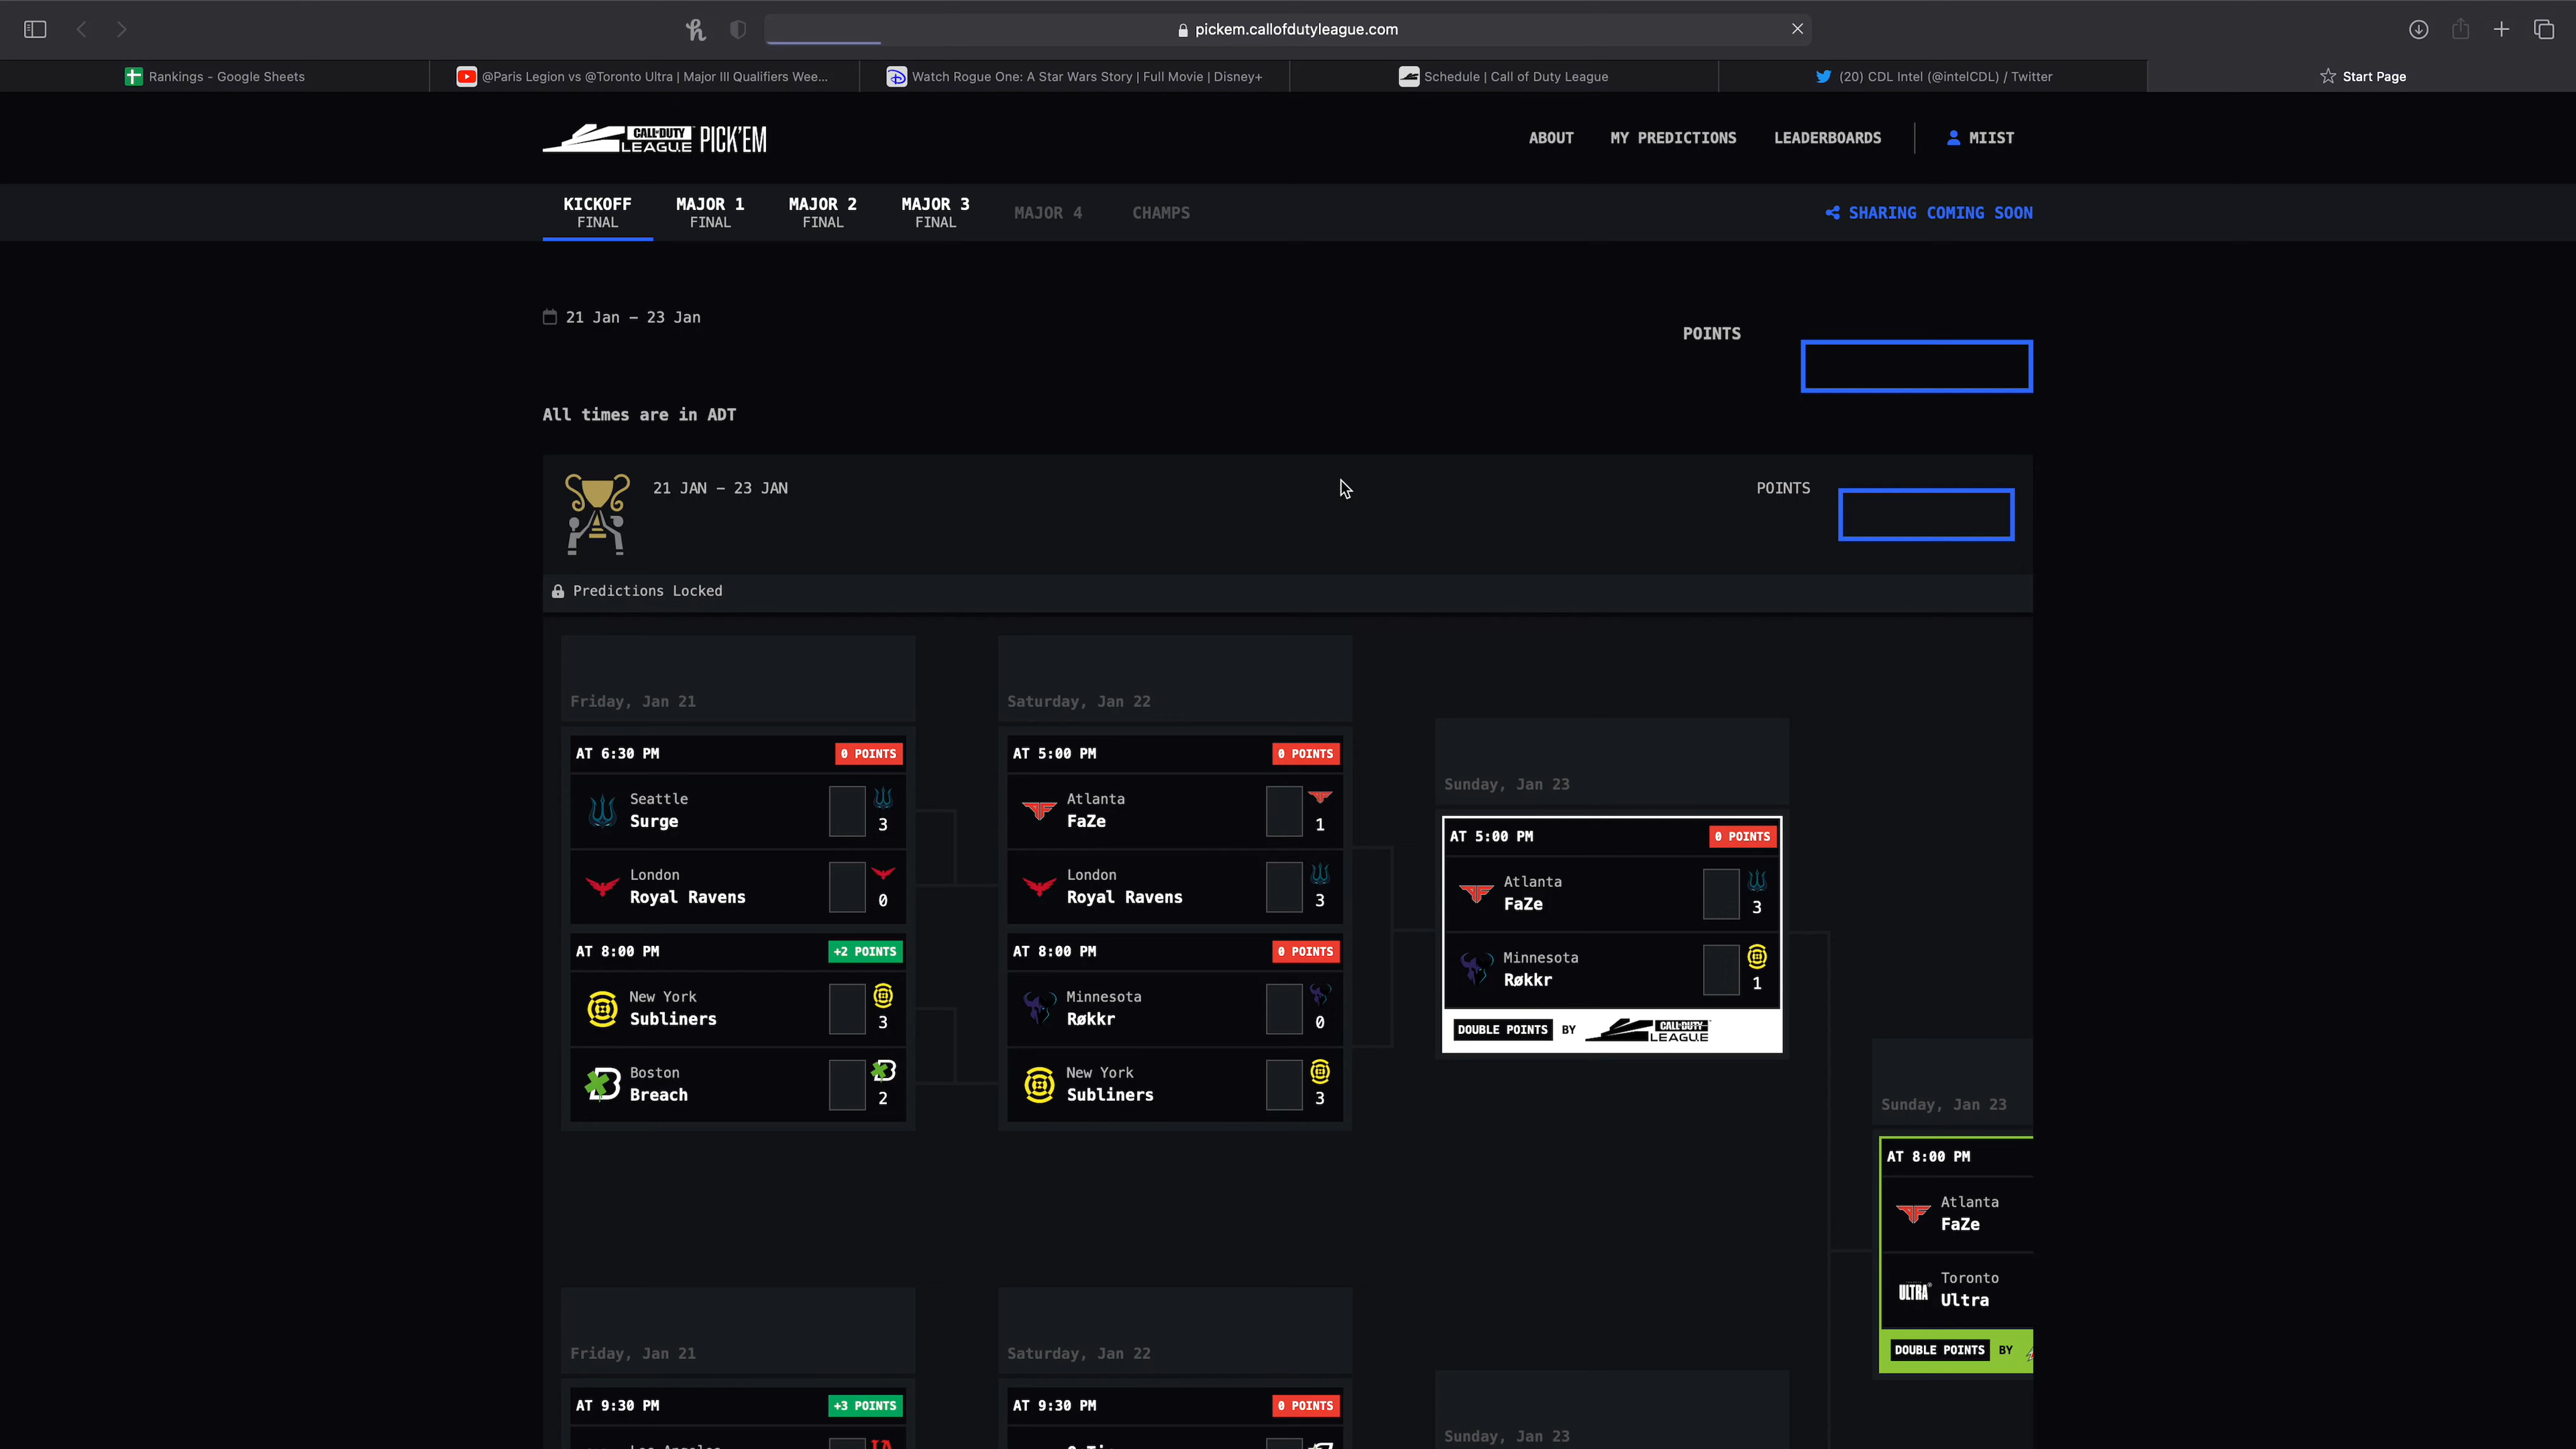 pickem.callofdutyleague.com
Rankings - Google Sheets
@Paris Legion vs @Toronto Ultra | Major III Qualifiers Wee...
Watch Rogue One: A Star Wars Story | Full Movie | Disney+
Schedule | Call of Duty League
(20) CDL Intel (@intelCDL) / Twitter
Start Page
CALL·DUTY LEAGUE PICK'EM
ABOUT
MY PREDICTIONS
LEADERBOARDS
MIIST
KICKOFF
FINAL
MAJOR 1
FINAL
MAJOR 2
FINAL
MAJOR 3
FINAL
MAJOR 4
CHAMPS
SHARING COMING SOON
21 Jan – 23 Jan
POINTS
All times are in ADT
21 JAN – 23 JAN
POINTS
Predictions Locked
Friday, Jan 21
AT 6:30 PM
0 POINTS
Seattle
Surge
3
London
Royal Ravens
0
AT 8:00 PM
+2 POINTS
New York
Subliners
3
Boston
Breach
2
Saturday, Jan 22
AT 5:00 PM
0 POINTS
Atlanta
FaZe
1
London
Royal Ravens
3
AT 8:00 PM
0 POINTS
Minnesota
Røkkr
0
New York
Subliners
3
Sunday, Jan 23
AT 5:00 PM
0 POINTS
Atlanta
FaZe
3
Minnesota
Røkkr
1
DOUBLE POINTS BY CALL·DUTY LEAGUE
Sunday, Jan 23
AT 8:00 PM
Atlanta
FaZe
Toronto
ULTRA
Ultra
DOUBLE POINTS BY
Friday, Jan 21
AT 9:30 PM
+3 POINTS
Saturday, Jan 22
AT 9:30 PM
0 POINTS
Sunday, Jan 23